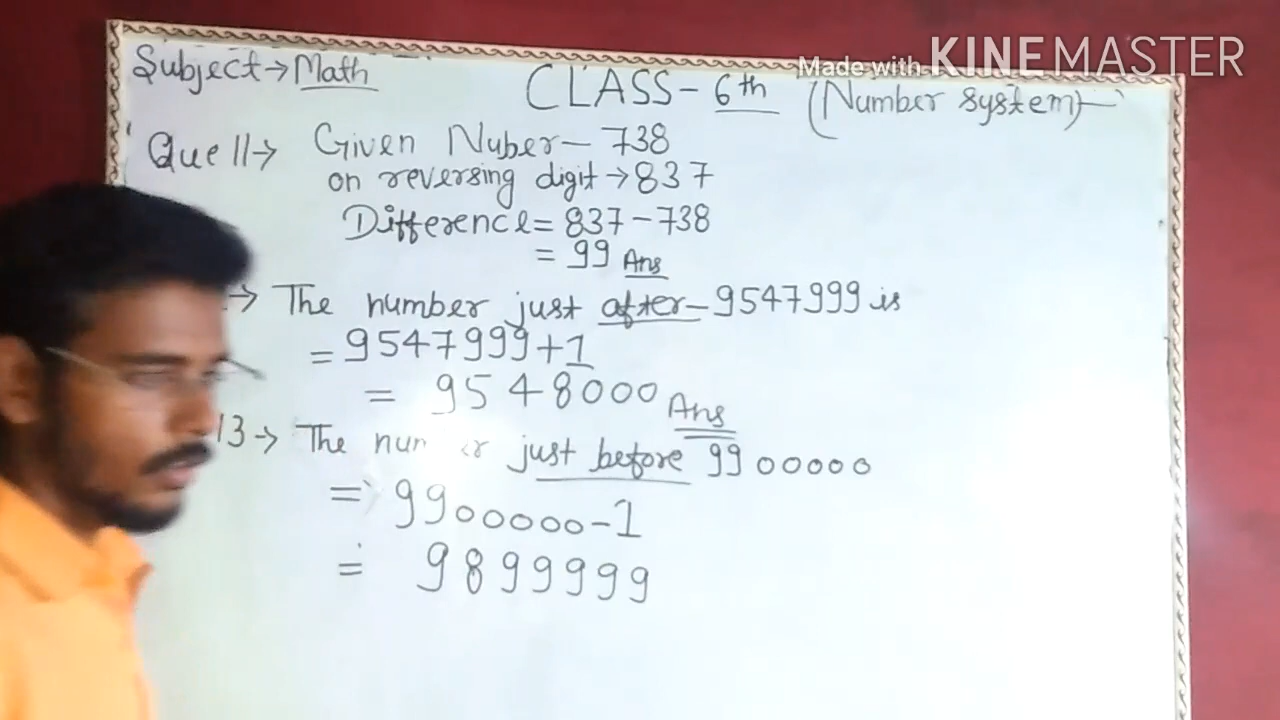 Made with KINEMASTER
Subject→Math
CLASS-6th (Number system)
Que 11→ Given Nuber-738
on reversing digit→837
Difference=837-738
=99 Ans
→ The number just after-9547999 is
=9547999+1
= 9548000 Ans
13→ The just before 9900000
=> 9900000-1
= 9899999